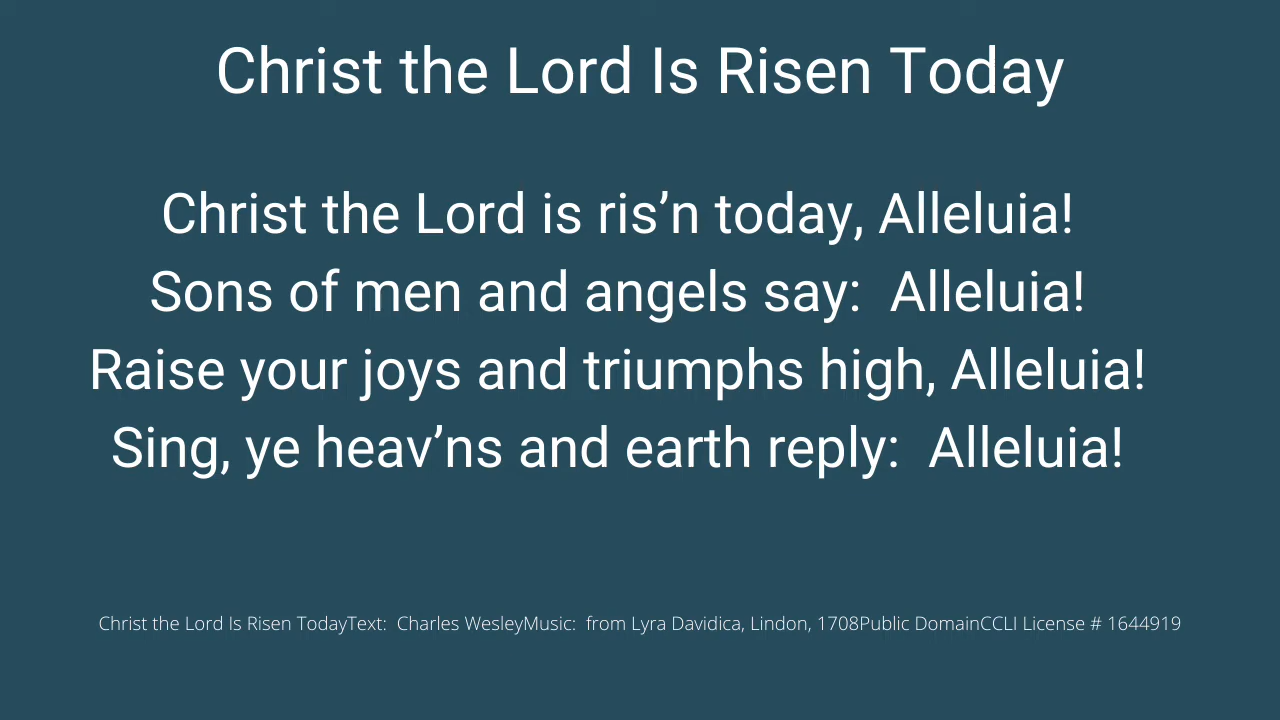 Christ the Lord Is Risen Today
Christ the Lord is ris’n today, Alleluia!
Sons of men and angels say:  Alleluia!
Raise your joys and triumphs high, Alleluia!
Sing, ye heav’ns and earth reply:  Alleluia!
Christ the Lord Is Risen TodayText:  Charles WesleyMusic:  from Lyra Davidica, Lindon, 1708Public DomainCCLI License # 1644919